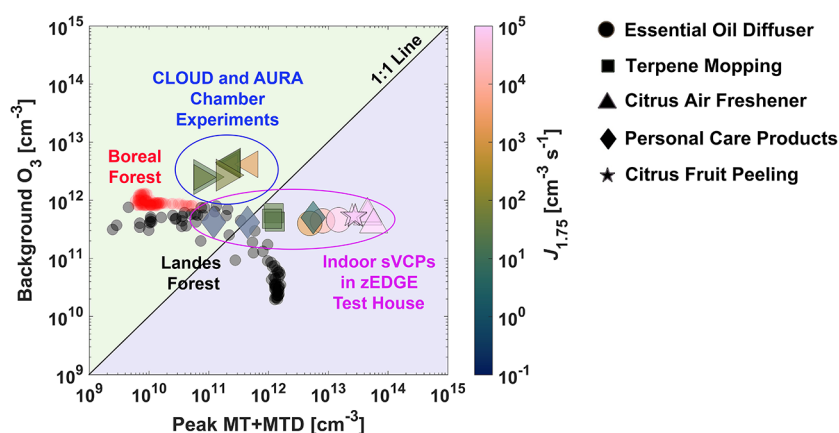 10^15
10^14
10^13
10^12
10^11
10^10
10^9
Background O_3 [cm^-3]
10^9
10^10
10^11
10^12
10^13
10^14
10^15
Peak MT+MTD [cm^-3]
CLOUD and AURA
Chamber
Experiments
1:1 Line
Boreal
Forest
Landes
Forest
Indoor sVCPs
in zEDGE
Test House
10^5
10^4
10^3
10^2
10^1
10^0
10^-1
J_1.75 [cm^-3 s^-1]
Essential Oil Diffuser
Terpene Mopping
Citrus Air Freshener
Personal Care Products
Citrus Fruit Peeling